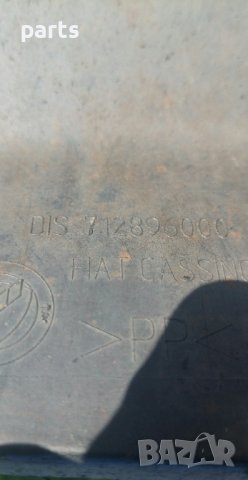 parts
DIS 712896000
FIAT CASSINO
>PP<
BAZAR